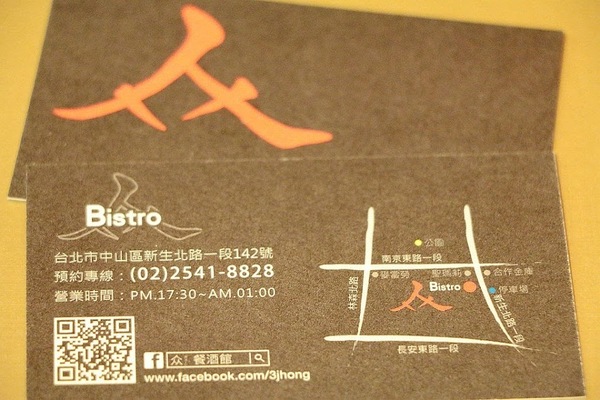 Bistro
台北市中山區新生北路一段142號
預約專線：(02)2541-8828
營業時間：PM.17:30~AM.01:00
餐酒館
www.facebook.com/3jhong
公園
南京東路一段
麥當勞
聖瑪莉
合作金庫
林森北路
Bistro
停車場
新生北路一段
長安東路一段